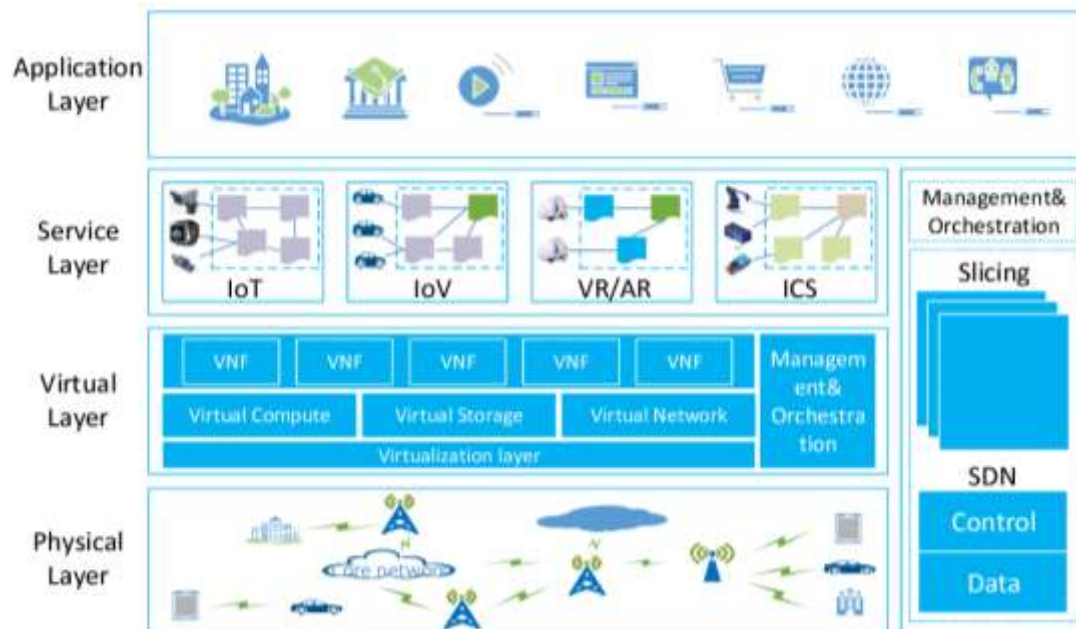 Application
Layer
Service
Layer
IoT
IoV
VR/AR
ICS
Management&
Orchestration
Slicing
SDN
Control
Data
Virtual
Layer
VNF
VNF
VNF
VNF
VNF
Virtual Compute
Virtual Storage
Virtual Network
Virtualization layer
Managem
ent&
Orchestra
tion
Physical
Layer
network